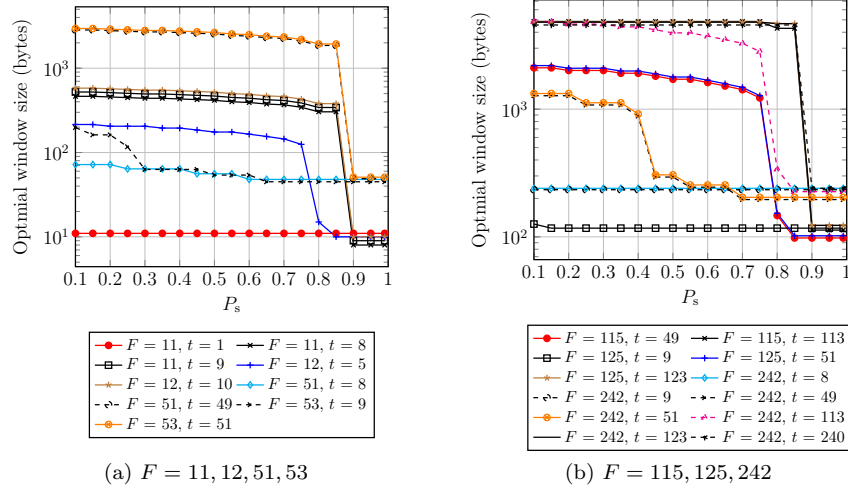 Optmial window size (bytes)
10^3
10^2
10^1
0.1 0.2 0.3 0.4 0.5 0.6 0.7 0.8 0.9 1
P_s
F = 11, t = 1
F = 11, t = 8
F = 11, t = 9
F = 12, t = 5
F = 12, t = 10
F = 51, t = 8
F = 51, t = 49
F = 53, t = 9
F = 53, t = 51
(a) F = 11, 12, 51, 53
Optmial window size (bytes)
10^3
10^2
0.1 0.2 0.3 0.4 0.5 0.6 0.7 0.8 0.9 1
P_s
F = 115, t = 49
F = 115, t = 113
F = 125, t = 9
F = 125, t = 51
F = 125, t = 123
F = 242, t = 8
F = 242, t = 9
F = 242, t = 49
F = 242, t = 51
F = 242, t = 113
F = 242, t = 123
F = 242, t = 240
(b) F = 115, 125, 242